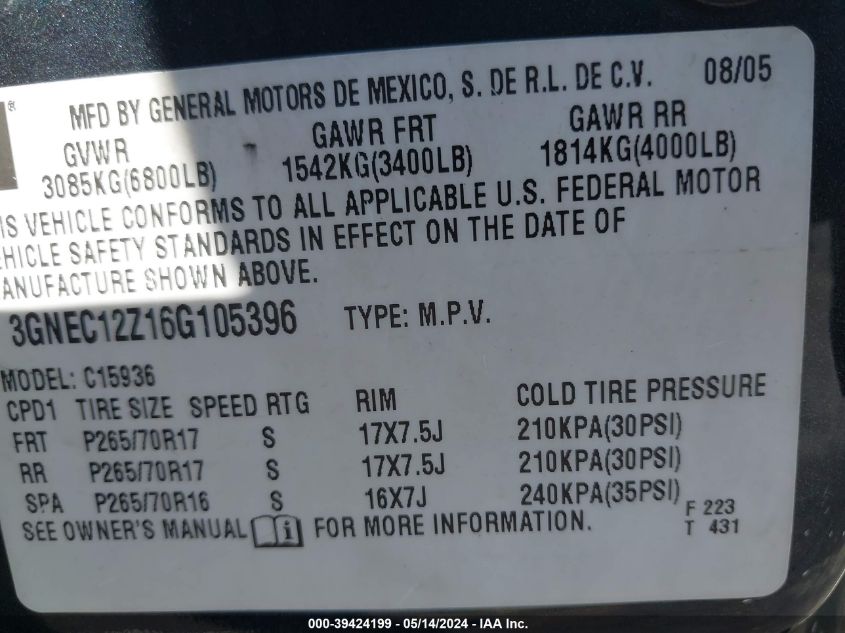 ®
MFD BY GENERAL MOTORS DE MEXICO, S. DE R.L. DE C.V. 08/05
GVWR GAWR FRT GAWR RR
3085KG(6800LB) 1542KG(3400LB) 1814KG(4000LB)
IS VEHICLE CONFORMS TO ALL APPLICABLE U.S. FEDERAL MOTOR
HICLE SAFETY STANDARDS IN EFFECT ON THE DATE OF
ANUFACTURE SHOWN ABOVE.
3GNEC12Z16G105396 TYPE: M.P.V.
MODEL: C15936
CPD1 TIRE SIZE SPEED RTG RIM COLD TIRE PRESSURE
FRT P265/70R17 S 17X7.5J 210KPA(30PSI)
RR P265/70R17 S 17X7.5J 210KPA(30PSI)
SPA P265/70R16 S 16X7J 240KPA(35PSI)
SEE OWNER'S MANUAL i FOR MORE INFORMATION.
F 223
T 431
000-39424199 - 05/14/2024 - IAA Inc.